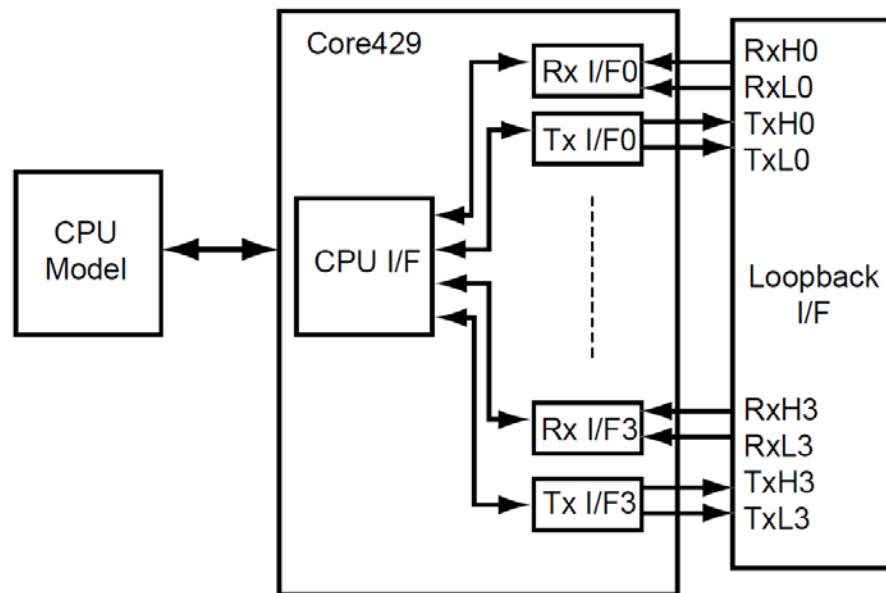 Core429
Rx I/F0
Tx I/F0
CPU
Model
CPU I/F
Rx I/F3
Tx I/F3
RxH0
RxL0
TxH0
TxL0
Loopback
I/F
RxH3
RxL3
TxH3
TxL3